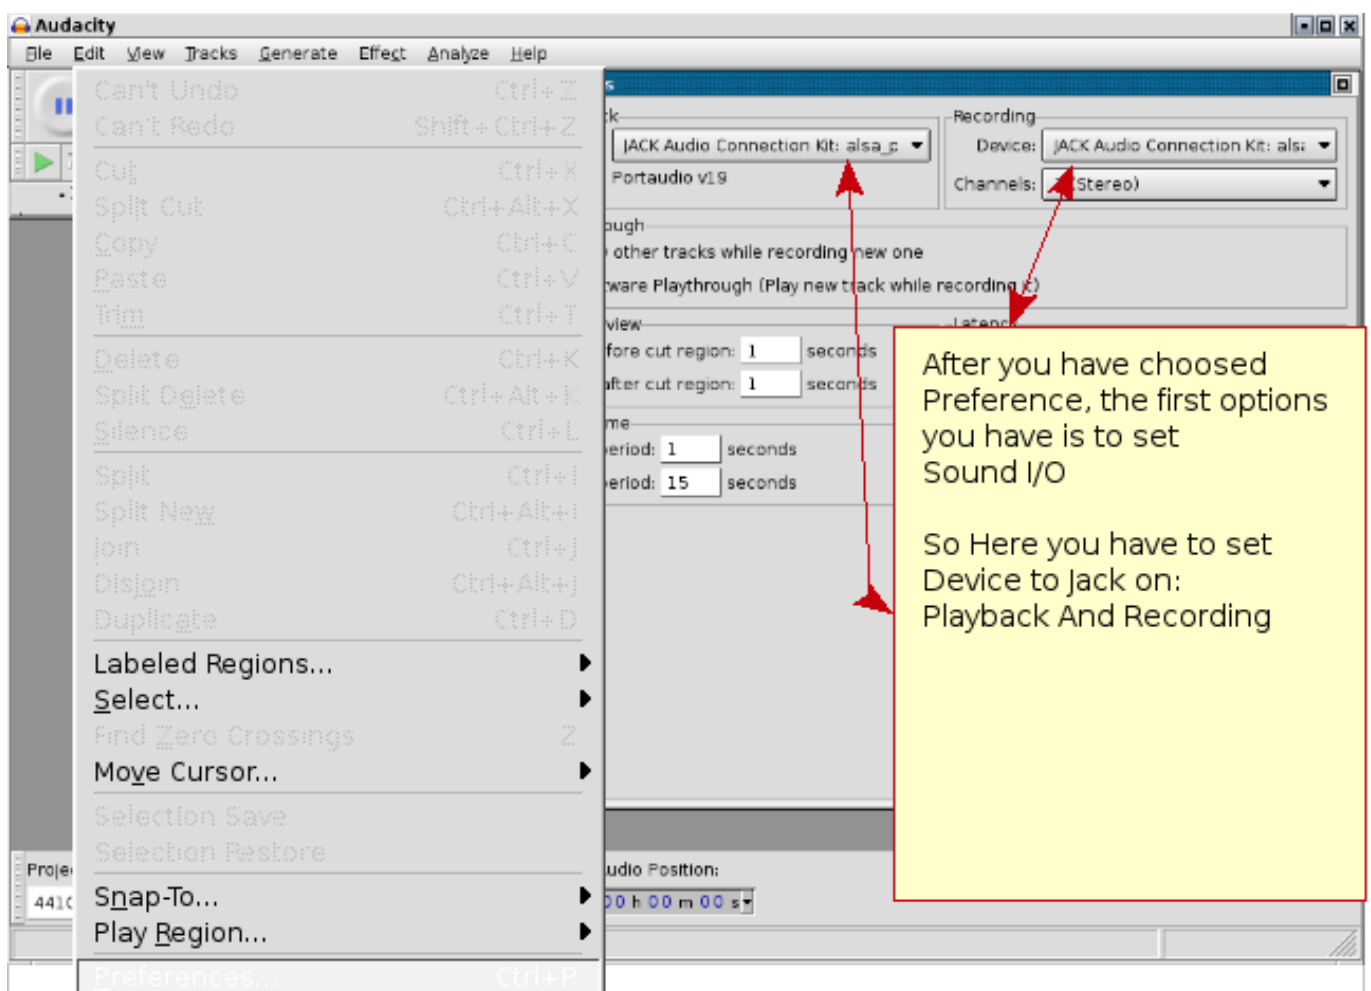 Audacity
File Edit View Tracks Generate Effect Analyze Help
Can't Undo Ctrl+Z
Can't Redo Shift+Ctrl+Z
Cut Ctrl+X
Split Cut Ctrl+Alt+X
Copy Ctrl+C
Paste Ctrl+V
Trim Ctrl+T
Delete Ctrl+K
Split Delete Ctrl+Alt+K
Silence Ctrl+L
Split Ctrl+I
Split New Ctrl+Alt+I
Join Ctrl+J
Disjoin Ctrl+Alt+J
Duplicate Ctrl+D
Labeled Regions...
Select...
Find Zero Crossings Z
Move Cursor...
Selection Save
Selection Restore
Snap-To...
Play Region...
Preferences... Ctrl+P
JACK Audio Connection Kit: alsa_p
Portaudio v19
Recording
Device: JACK Audio Connection Kit: als
Channels: (Stereo)
ough
other tracks while recording new one
ware Playthrough (Play new track while recording it)
view
Latency
fore cut region: 1 seconds
after cut region: 1 seconds
me
eriod: 1 seconds
eriod: 15 seconds
After you have choosed
Preference, the first options
you have is to set
Sound I/O
So Here you have to set
Device to Jack on:
Playback And Recording
Proje
441
udio Position:
00 h 00 m 00 s